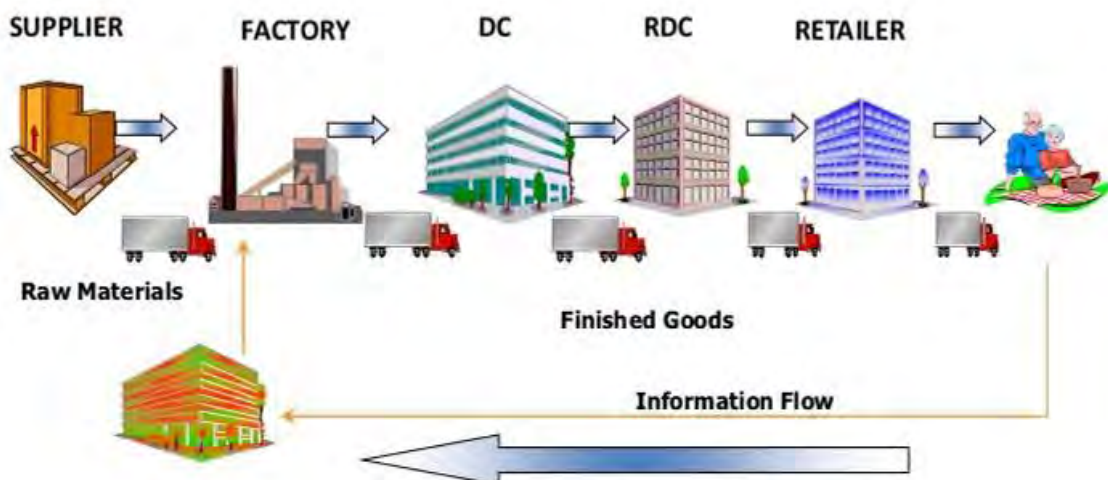 SUPPLIER
FACTORY
DC
RDC
RETAILER
Raw Materials
Finished Goods
Information Flow